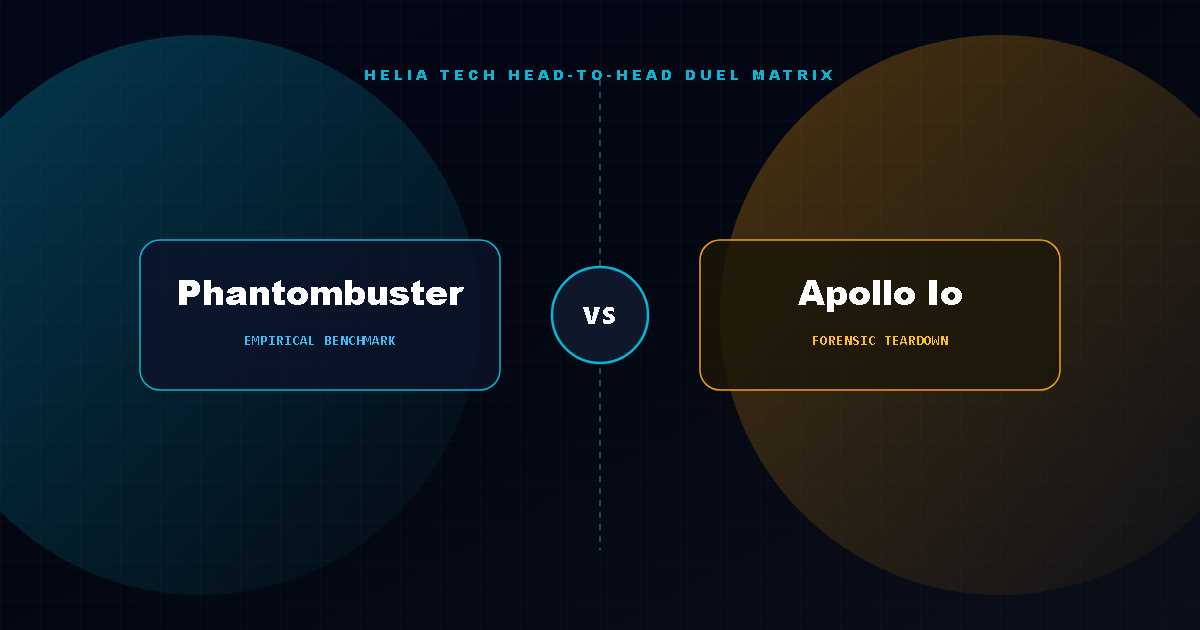 HELIA TECH HEAD-TO-HEAD DUEL MATRIX
Phantombuster
EMPIRICAL BENCHMARK
VS
Apollo Io
FORENSIC TEARDOWN